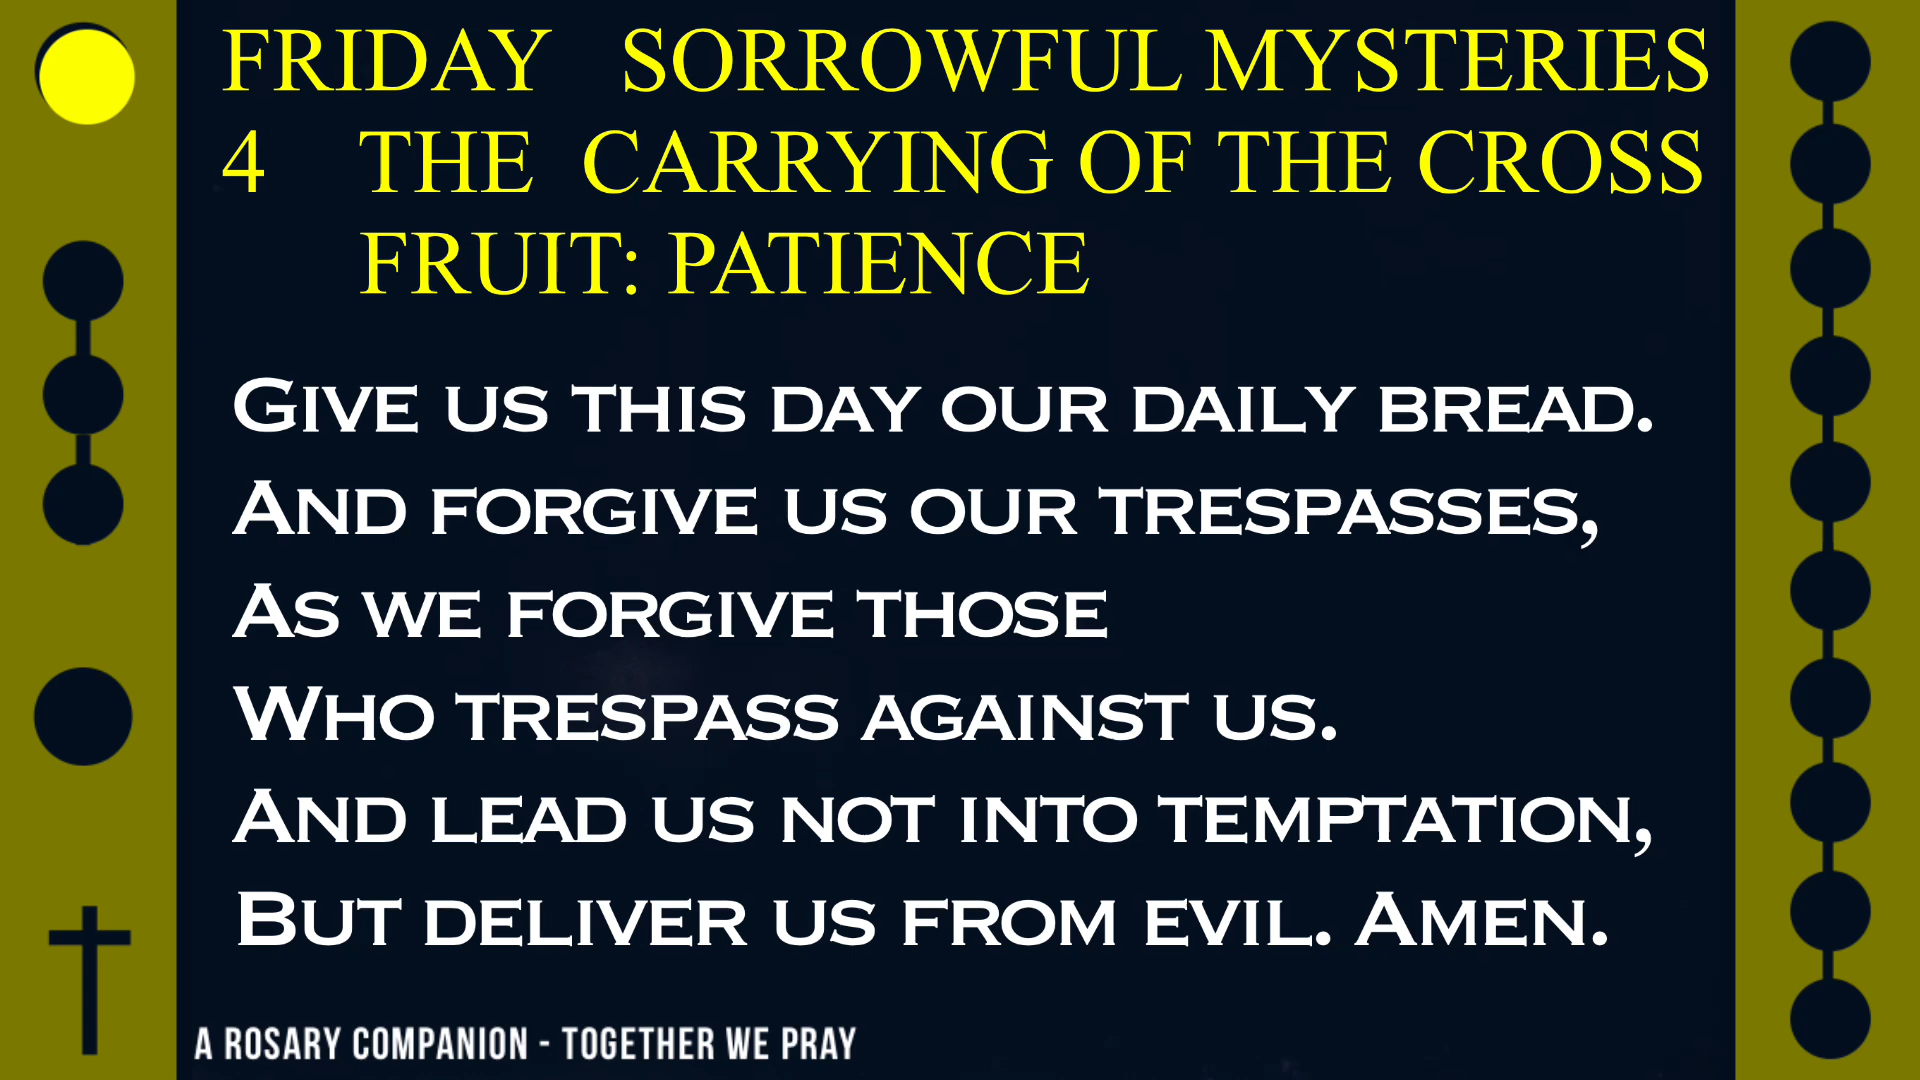 FRIDAY SORROWFUL MYSTERIES
4 THE CARRYING OF THE CROSS
FRUIT: PATIENCE
GIVE US THIS DAY OUR DAILY BREAD.
AND FORGIVE US OUR TRESPASSES,
AS WE FORGIVE THOSE
WHO TRESPASS AGAINST US.
AND LEAD US NOT INTO TEMPTATION,
BUT DELIVER US FROM EVIL. AMEN.
A ROSARY COMPANION - TOGETHER WE PRAY